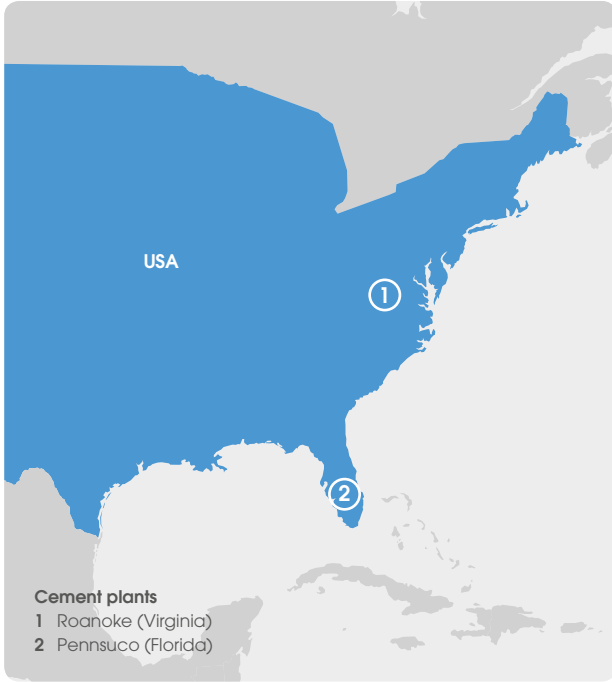 USA
1
2
Cement plants
1 Roanoke (Virginia)
2 Pennsuco (Florida)